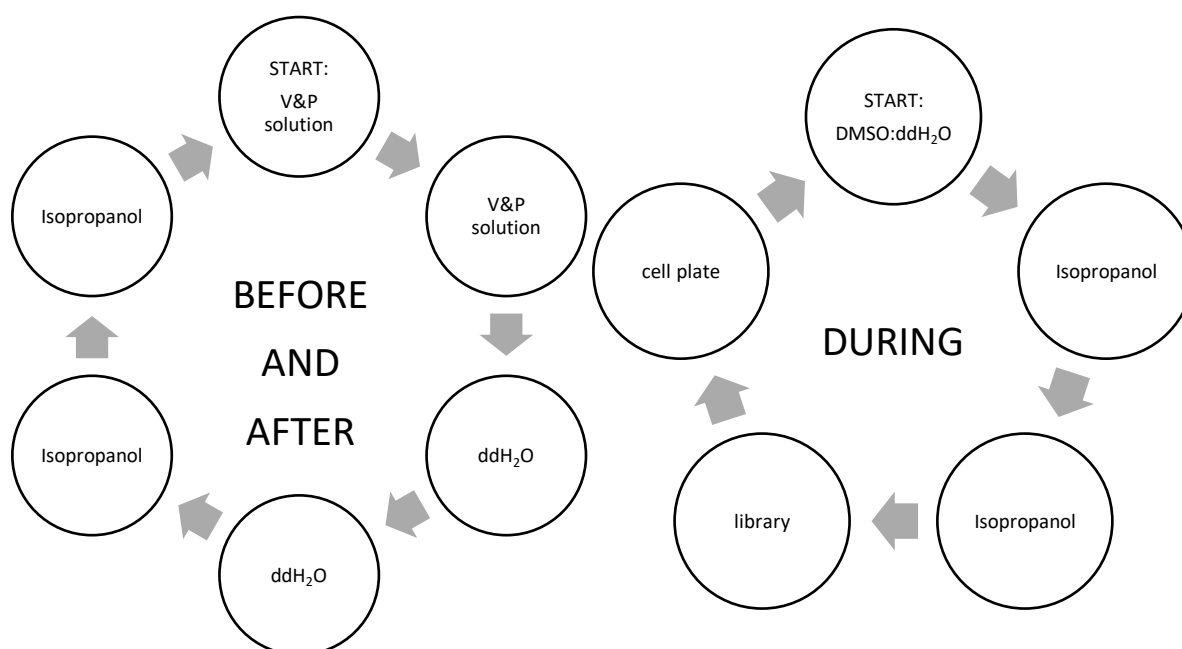 START:
V&P
solution
V&P
solution
ddH₂O
ddH₂O
Isopropanol
Isopropanol
BEFORE
AND
AFTER
START:
DMSO:ddH₂O
Isopropanol
Isopropanol
library
cell plate
DURING